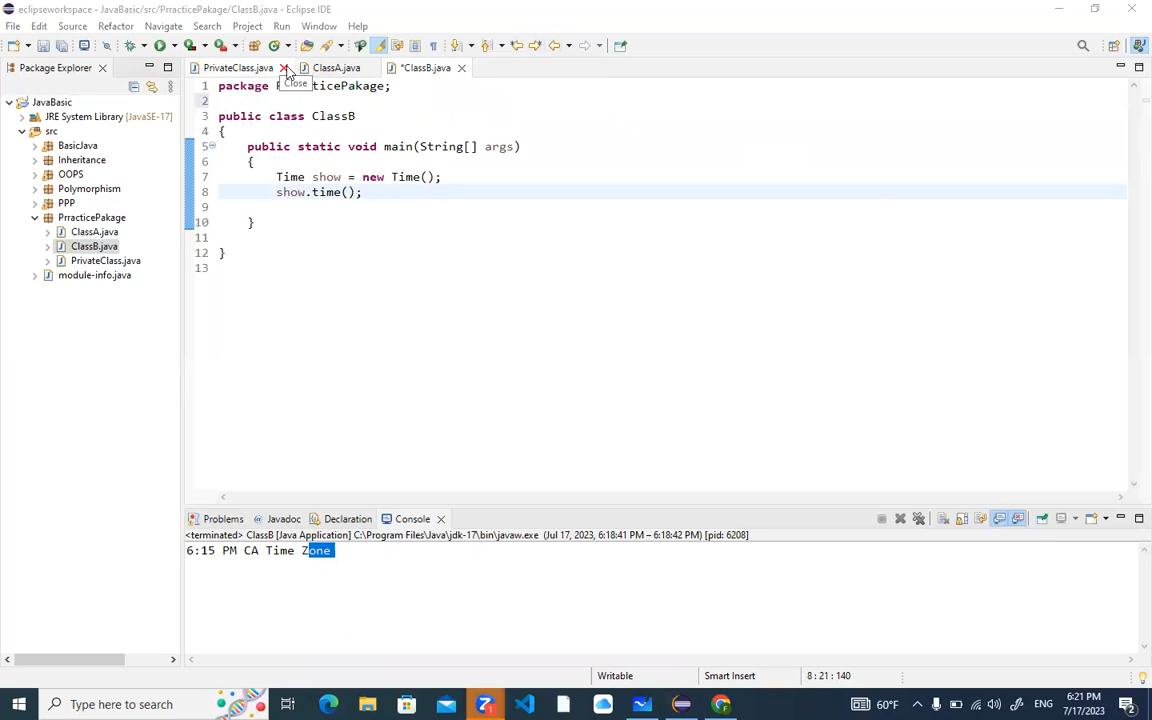 eclipseworkspace - JavaBasic/src/PrracticePakage/ClassB.java - Eclipse IDE
File Edit Source Refactor Navigate Search Project Run Window Help
Package Explorer
PrivateClass.java ClassA.java *ClassB.java
Close
JavaBasic
JRE System Library [JavaSE-17]
src
BasicJava
Inheritance
OOPS
Polymorphism
PPP
PrracticePakage
ClassA.java
ClassB.java
PrivateClass.java
module-info.java
1 package ticePakage;
2
3 public class ClassB
4 {
5 public static void main(String[] args)
6 {
7 Time show = new Time();
8 show.time();
9
10 }
11
12 }
13
Problems Javadoc Declaration Console
<terminated> ClassB [Java Application] C:\Program Files\Java\jdk-17\bin\javaw.exe (Jul 17, 2023, 6:18:41 PM – 6:18:42 PM) [pid: 6208]
6:15 PM CA Time Zone
Writable Smart Insert 8 : 21 : 140
Type here to search
60°F ENG 6:21 PM
7/17/2023